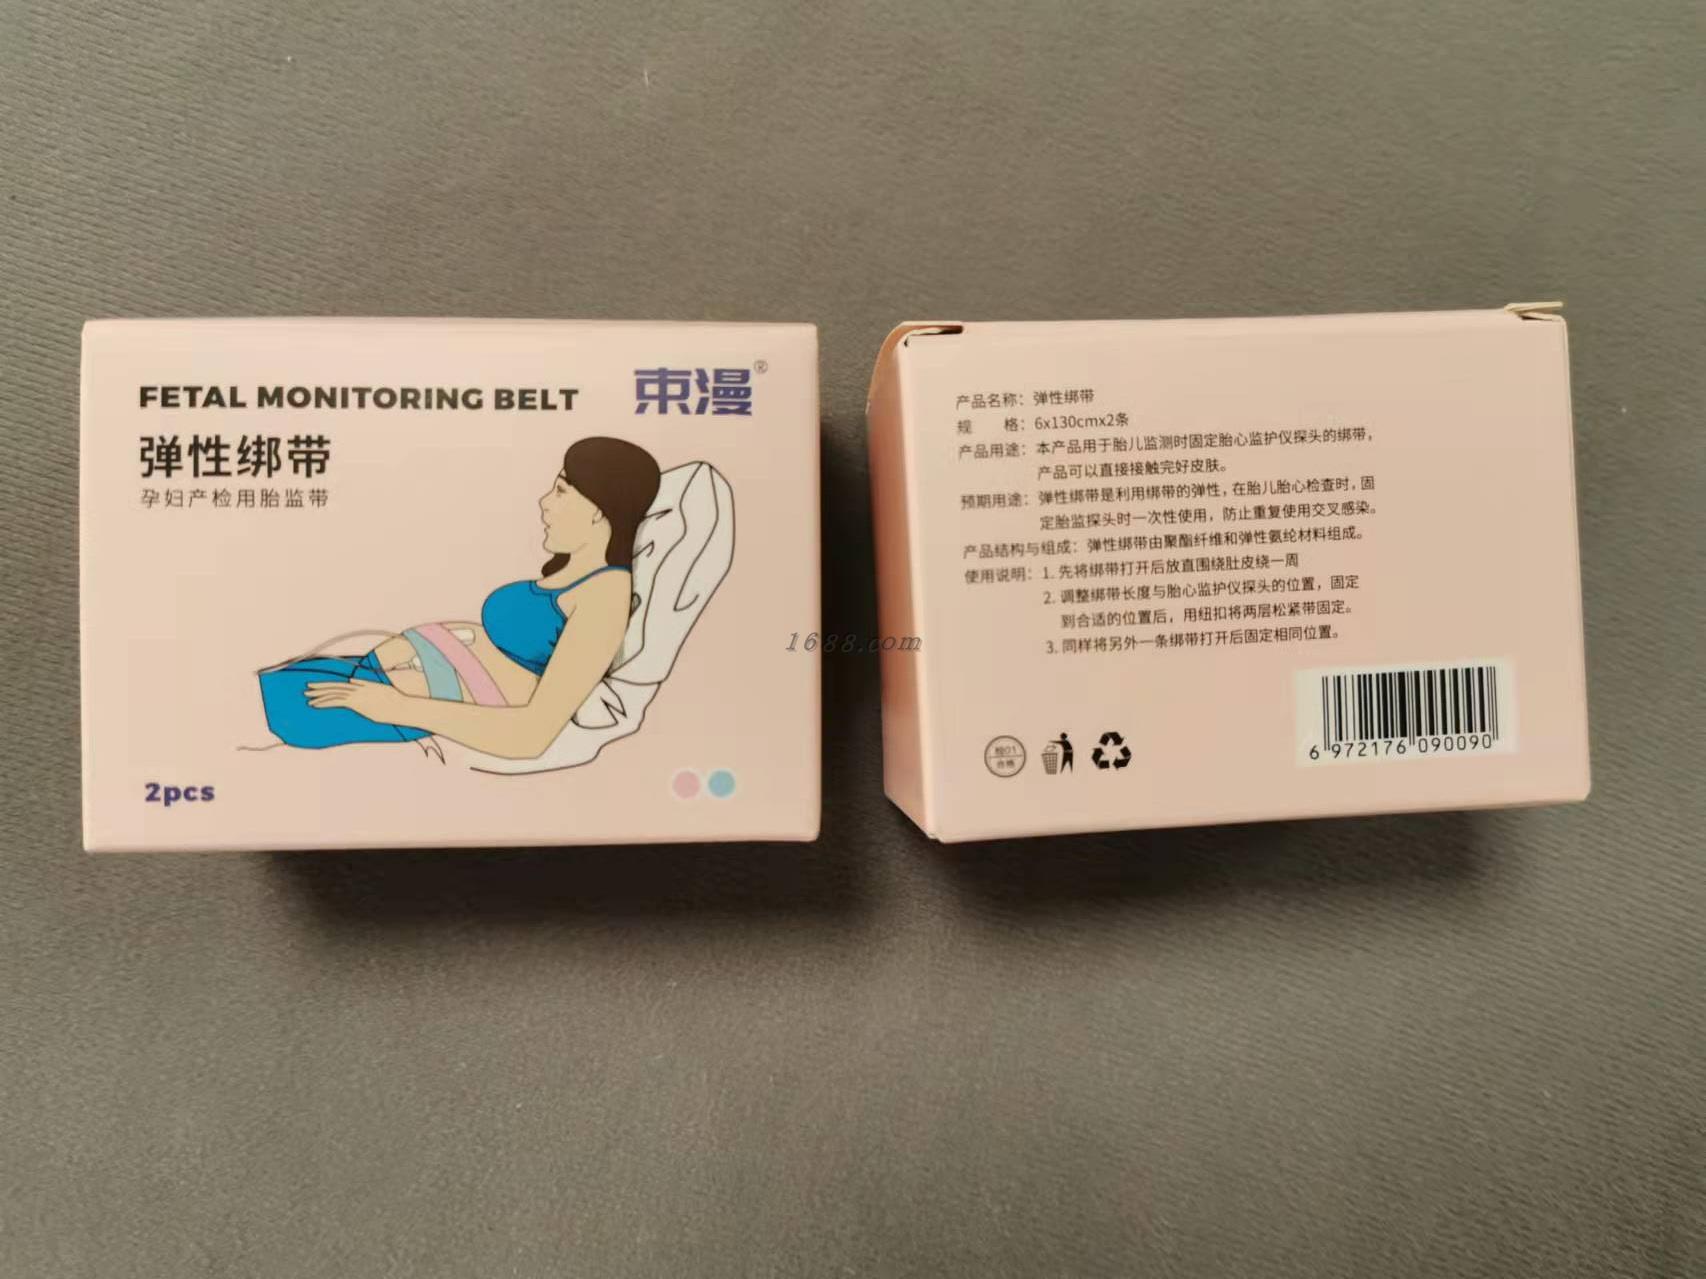 FETAL MONITORING BELT
束漫®
弹性绑带
孕妇产检用胎监带
2pcs
1688.com
产品名称：弹性绑带
规 格：6x130cmx2条
产品用途：本产品用于胎儿监测时固定胎心监护仪探头的绑带，
产品可以直接接触完好皮肤。
预期用途：弹性绑带是利用绑带的弹性，在胎儿胎心检查时，固
定胎监探头时一次性使用，防止重复使用交叉感染。
产品结构与组成：弹性绑带由聚酯纤维和弹性氨纶材料组成。
使用说明：1. 先将绑带打开后放直围绕肚皮绕一周
2. 调整绑带长度与胎心监护仪探头的位置，固定
到合适的位置后，用纽扣将两层松紧带固定。
3. 同样将另外一条绑带打开后固定相同位置。
检01
合格
6 972176 090090